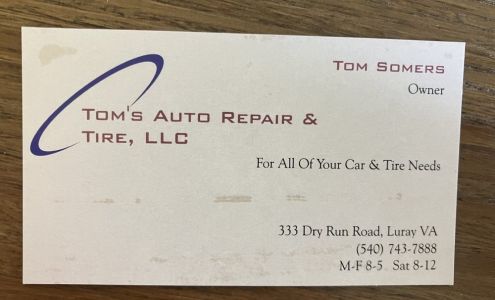 Tom Somers
Owner
Tom's Auto Repair &
Tire, LLC
For All Of Your Car & Tire Needs
333 Dry Run Road, Luray VA
(540) 743-7888
M-F 8-5 Sat 8-12